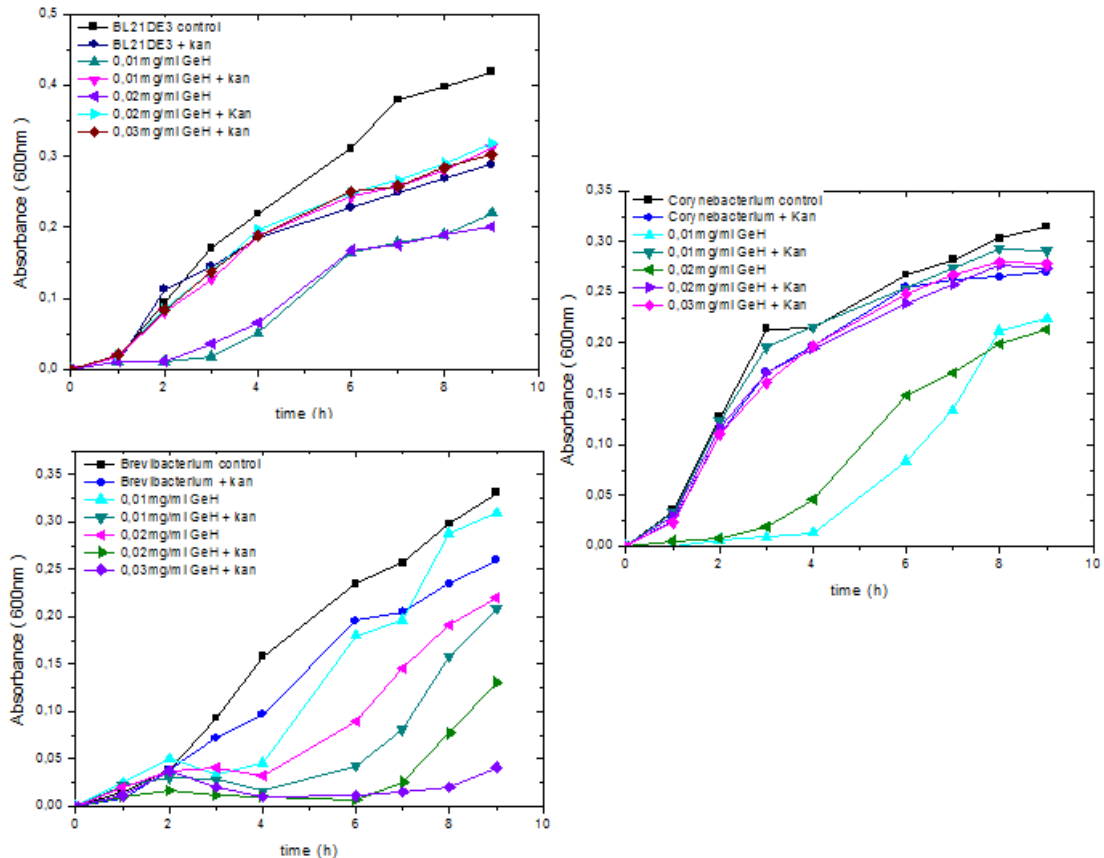 0,5
0,4
0,3
0,2
0,1
0,0
Absorbance ( 600nm )
BL21DE3 control
BL21DE3 + kan
0,01mg/ml GeH
0,01mg/ml GeH + kan
0,02mg/ml GeH
0,02mg/ml GeH + Kan
0,03mg/ml GeH + kan
0 2 4 6 8 10
time (h)
0,35
0,30
0,25
0,20
0,15
0,10
0,05
0,00
Absorbance ( 600nm )
Corynebacterium control
Corynebacterium + Kan
0,01mg/ml GeH
0,01mg/ml GeH + Kan
0,02mg/ml GeH
0,02mg/ml GeH + Kan
0,03mg/ml GeH + Kan
0 2 4 6 8 10
time (h)
0,35
0,30
0,25
0,20
0,15
0,10
0,05
0,00
Absorbance ( 600nm )
Brevibacterium control
Brevibacterium + kan
0,01mg/ml GeH
0,01mg/ml GeH + kan
0,02mg/ml GeH
0,02mg/ml GeH + kan
0,03mg/ml GeH + kan
0 2 4 6 8 10
time (h)